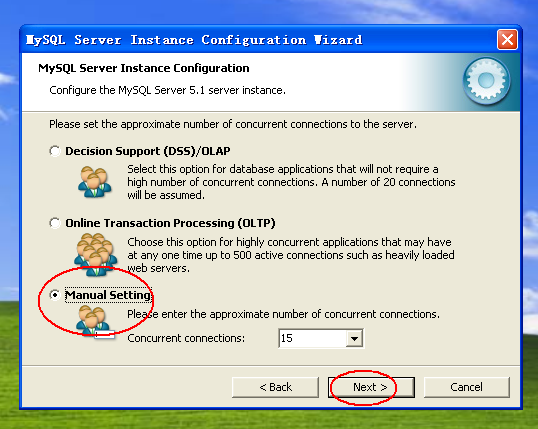 MySQL Server Instance Configuration Wizard
MySQL Server Instance Configuration
Configure the MySQL Server 5.1 server instance.
Please set the approximate number of concurrent connections to the server.
Decision Support (DSS)/OLAP
Select this option for database applications that will not require a
high number of concurrent connections. A number of 20 connections
will be assumed.
Online Transaction Processing (OLTP)
Choose this option for highly concurrent applications that may have
at any one time up to 500 active connections such as heavily loaded
web servers.
Manual Setting
Please enter the approximate number of concurrent connections.
Concurrent connections: 15
< Back Next > Cancel